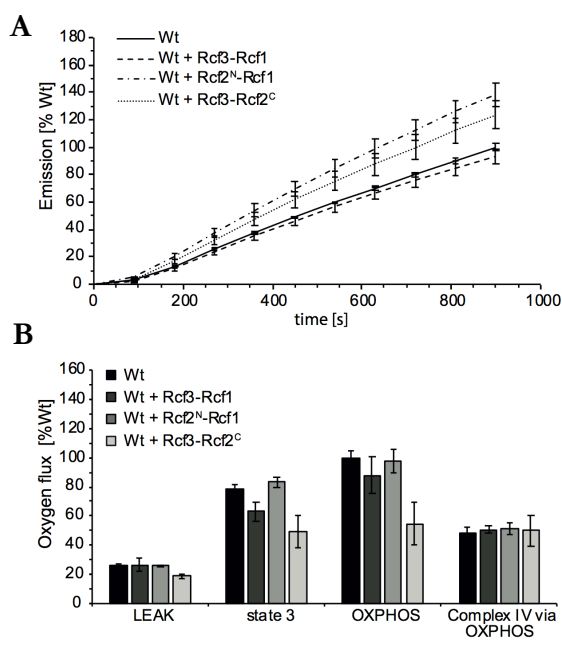 A
180
160
140
120
100
80
60
40
20
0
Emission [% Wt]
Wt
Wt + Rcf3-Rcf1
Wt + Rcf2ᴺ-Rcf1
Wt + Rcf3-Rcf2ᶜ
0 200 400 600 800 1000
time [s]
B
160
140
120
100
80
60
40
20
0
Oxygen flux [%Wt]
Wt
Wt + Rcf3-Rcf1
Wt + Rcf2ᴺ-Rcf1
Wt + Rcf3-Rcf2ᶜ
LEAK state 3 OXPHOS Complex IV via
OXPHOS